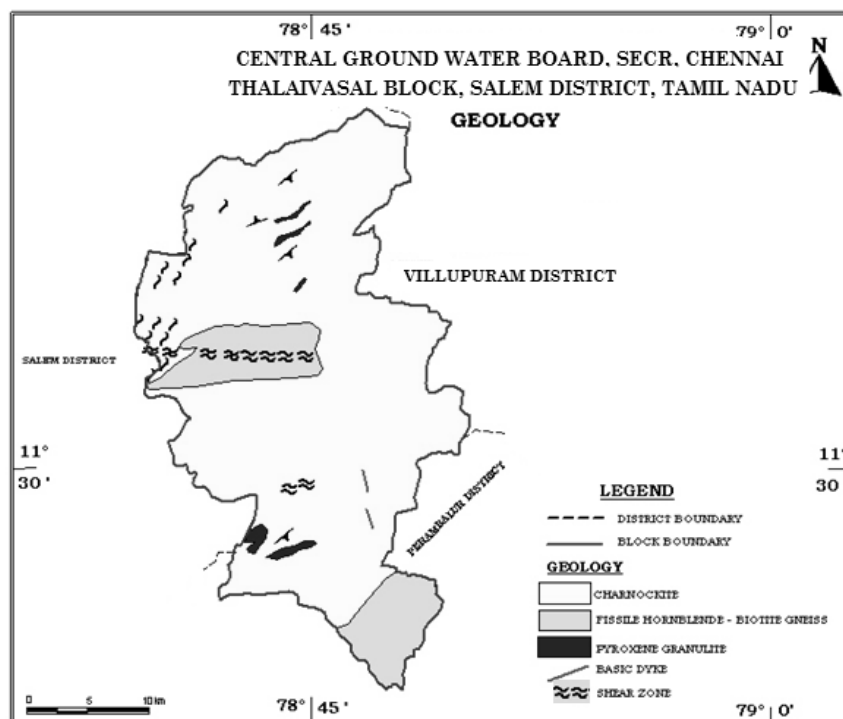 78° 45'
79° 0'
CENTRAL GROUND WATER BOARD, SECR, CHENNAI
THALAIVASAL BLOCK, SALEM DISTRICT, TAMIL NADU
N
GEOLOGY
VILLUPURAM DISTRICT
SALEM DISTRICT
PERAMBALUR DISTRICT
11°
30'
11°
30
LEGEND
DISTRICT BOUNDARY
BLOCK BOUNDARY
GEOLOGY
CHARNOCKITE
FISSILE HORNBLENDE - BIOTITE GNEISS
PYROXENE GRANULITE
BASIC DYKE
SHEAR ZONE
0 5 10 km
78° 45'
79° 0'